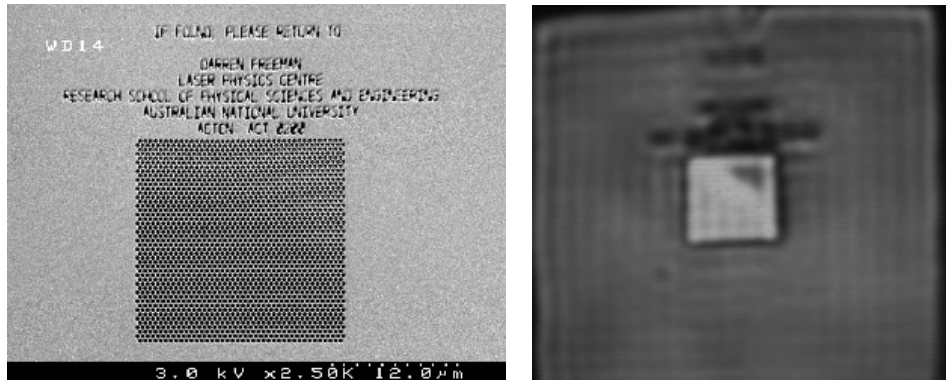 IF FOUND, PLEASE RETURN TO
WD14
DARREN FREEMAN
LASER PHYSICS CENTRE
RESEARCH SCHOOL OF PHYSICAL SCIENCES AND ENGINEERING
AUSTRALIAN NATIONAL UNIVERSITY
ACTON ACT 0200
3.0 kV x2.50K 12.0μm